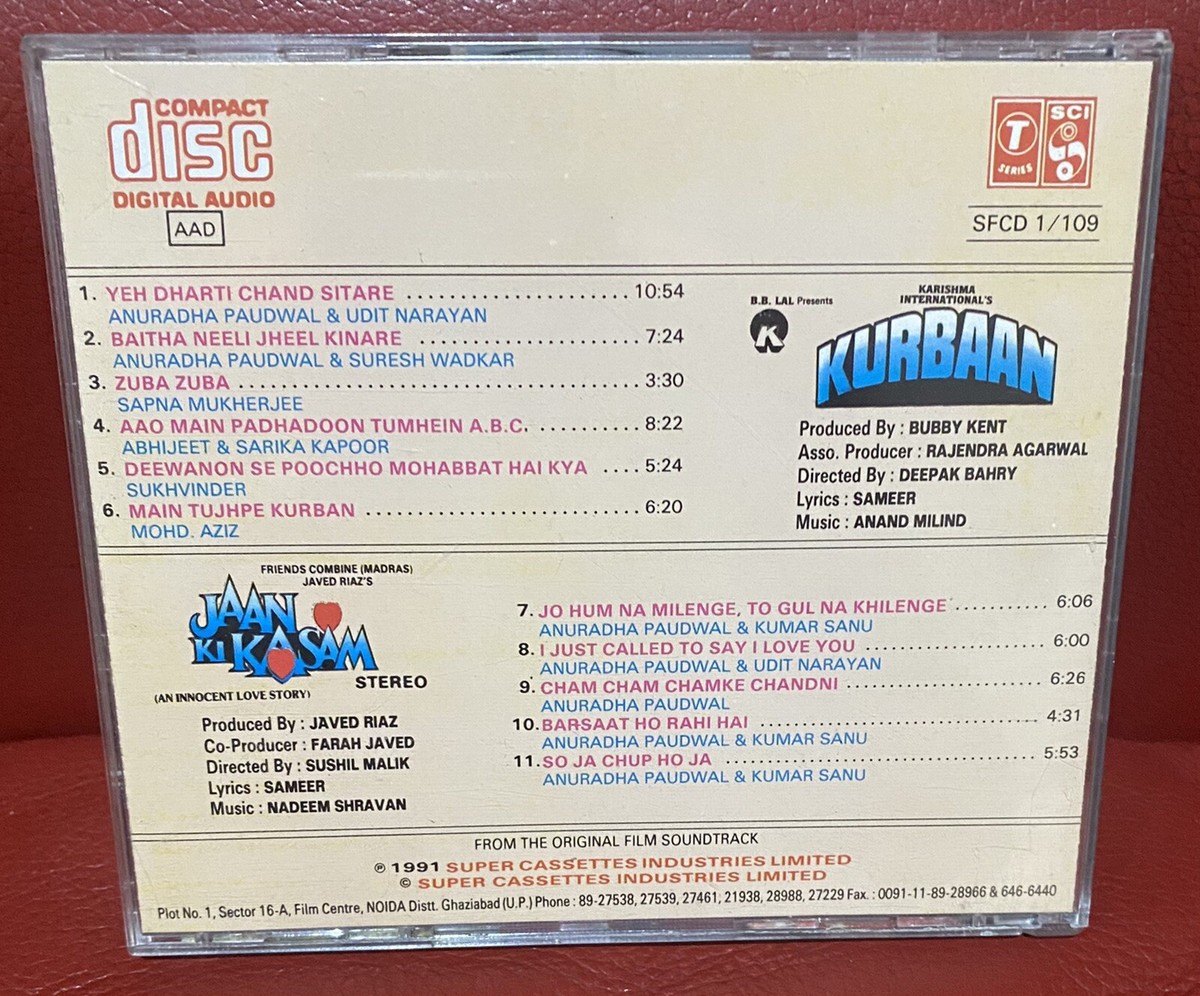 COMPACT
disc
DIGITAL AUDIO
AAD
T
SERIES
SCI
SFCD 1/109
1. YEH DHARTI CHAND SITARE ...................... 10:54
ANURADHA PAUDWAL & UDIT NARAYAN
2. BAITHA NEELI JHEEL KINARE ...................... 7:24
ANURADHA PAUDWAL & SURESH WADKAR
3. ZUBA ZUBA ........................................ 3:30
SAPNA MUKHERJEE
4. AAO MAIN PADHADOON TUMHEIN A.B.C. .......... 8:22
ABHIJEET & SARIKA KAPOOR
5. DEEWANON SE POOCHHO MOHABBAT HAI KYA .... 5:24
SUKHVINDER
6. MAIN TUJHPE KURBAN ........................... 6:20
MOHD. AZIZ
B.B. LAL Presents
K
KARISHMA
INTERNATIONAL'S
KURBAAN
Produced By : BUBBY KENT
Asso. Producer : RAJENDRA AGARWAL
Directed By : DEEPAK BAHRY
Lyrics : SAMEER
Music : ANAND MILIND
FRIENDS COMBINE (MADRAS)
JAVED RIAZ'S
JAAN
KI KASAM
STEREO
(AN INNOCENT LOVE STORY)
Produced By : JAVED RIAZ
Co-Producer : FARAH JAVED
Directed By : SUSHIL MALIK
Lyrics : SAMEER
Music : NADEEM SHRAVAN
7. JO HUM NA MILENGE, TO GUL NA KHILENGE ........... 6:06
ANURADHA PAUDWAL & KUMAR SANU
8. I JUST CALLED TO SAY I LOVE YOU .................... 6:00
ANURADHA PAUDWAL & UDIT NARAYAN
9. CHAM CHAM CHAMKE CHANDNI ...................... 6:26
ANURADHA PAUDWAL
10. BARSAAT HO RAHI HAI ................................ 4:31
ANURADHA PAUDWAL & KUMAR SANU
11. SO JA CHUP HO JA ..................................... 5:53
ANURADHA PAUDWAL & KUMAR SANU
FROM THE ORIGINAL FILM SOUNDTRACK
℗ 1991 SUPER CASSETTES INDUSTRIES LIMITED
© SUPER CASSETTES INDUSTRIES LIMITED
Plot No. 1, Sector 16-A, Film Centre, NOIDA Distt. Ghaziabad (U.P.) Phone : 89-27538, 27539, 27461, 21938, 28988, 27229 Fax. : 0091-11-89-28966 & 646-6440